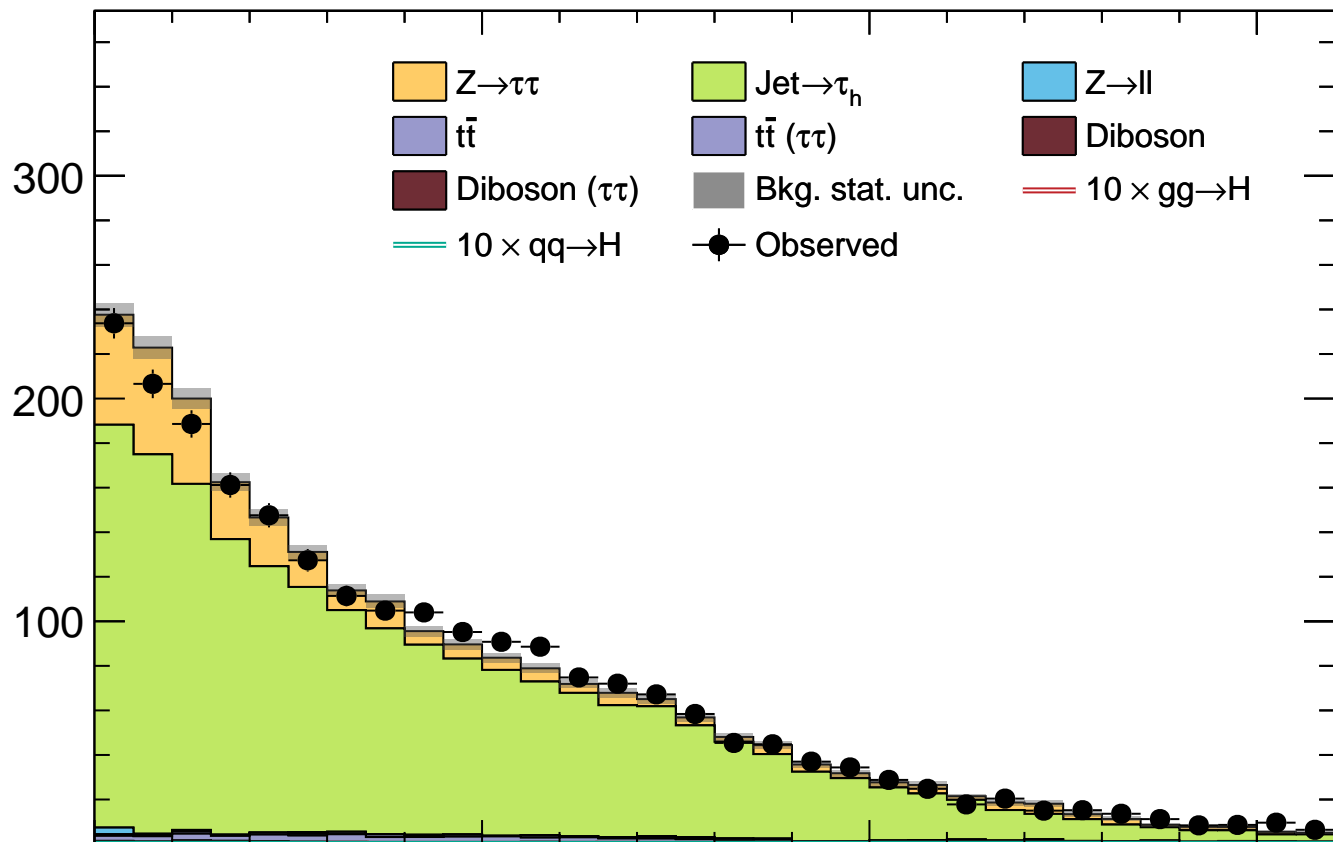 Z→ττ Jet→τh Z→ll
tt̄ tt̄ (ττ) Diboson
Diboson (ττ) Bkg. stat. unc. 10 × gg→H
10 × qq→H Observed
300
200
100